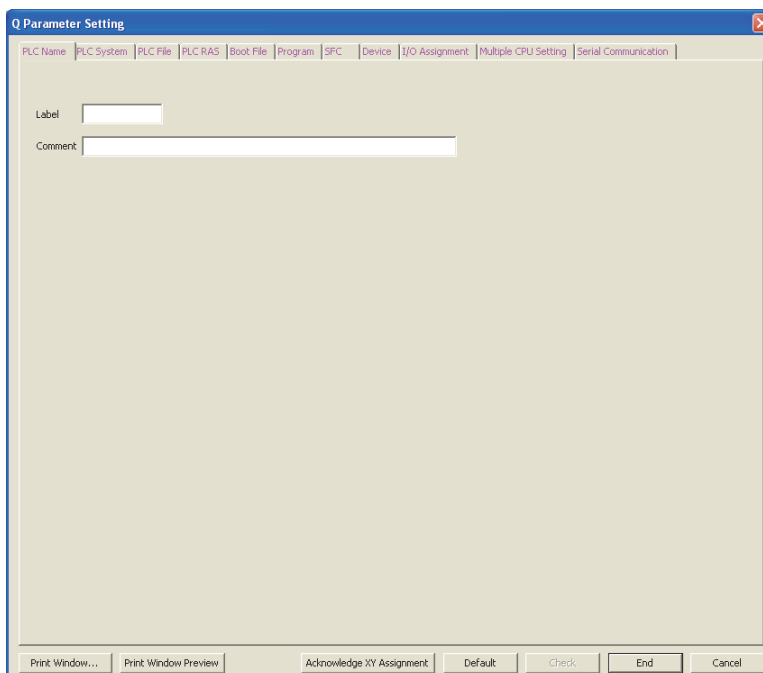 Q Parameter Setting
PLC Name PLC System PLC File PLC RAS Boot File Program SFC Device I/O Assignment Multiple CPU Setting Serial Communication
Label
Comment
Print Window... Print Window Preview Acknowledge XY Assignment Default Check End Cancel